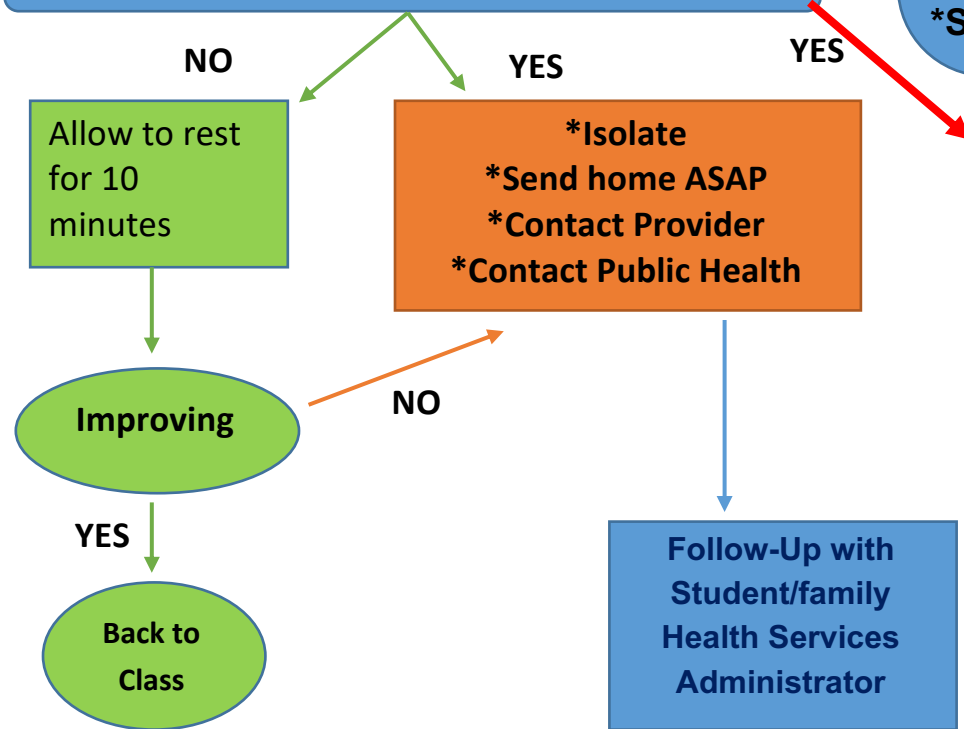 *S
NO
YES
YES
Allow to rest
for 10
minutes
*Isolate
*Send home ASAP
*Contact Provider
*Contact Public Health
Improving
NO
YES
Back to
Class
Follow-Up with
Student/family
Health Services
Administrator